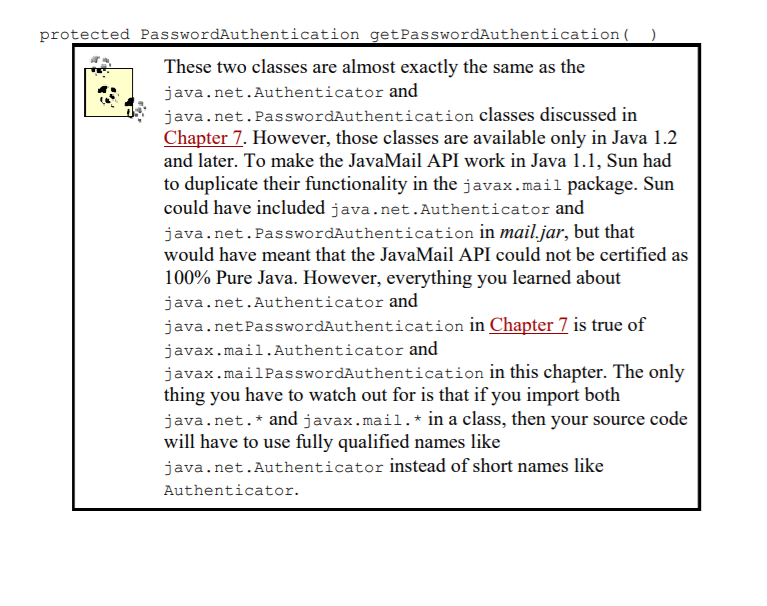 protected PasswordAuthentication getPasswordAuthentication(  )
These two classes are almost exactly the same as the
java.net.Authenticator and
java.net.PasswordAuthentication classes discussed in
Chapter 7. However, those classes are available only in Java 1.2
and later. To make the JavaMail API work in Java 1.1, Sun had
to duplicate their functionality in the javax.mail package. Sun
could have included java.net.Authenticator and
java.net.PasswordAuthentication in mail.jar, but that
would have meant that the JavaMail API could not be certified as
100% Pure Java. However, everything you learned about
java.net.Authenticator and
java.netPasswordAuthentication in Chapter 7 is true of
javax.mail.Authenticator and
javax.mailPasswordAuthentication in this chapter. The only
thing you have to watch out for is that if you import both
java.net.* and javax.mail.* in a class, then your source code
will have to use fully qualified names like
java.net.Authenticator instead of short names like
Authenticator.